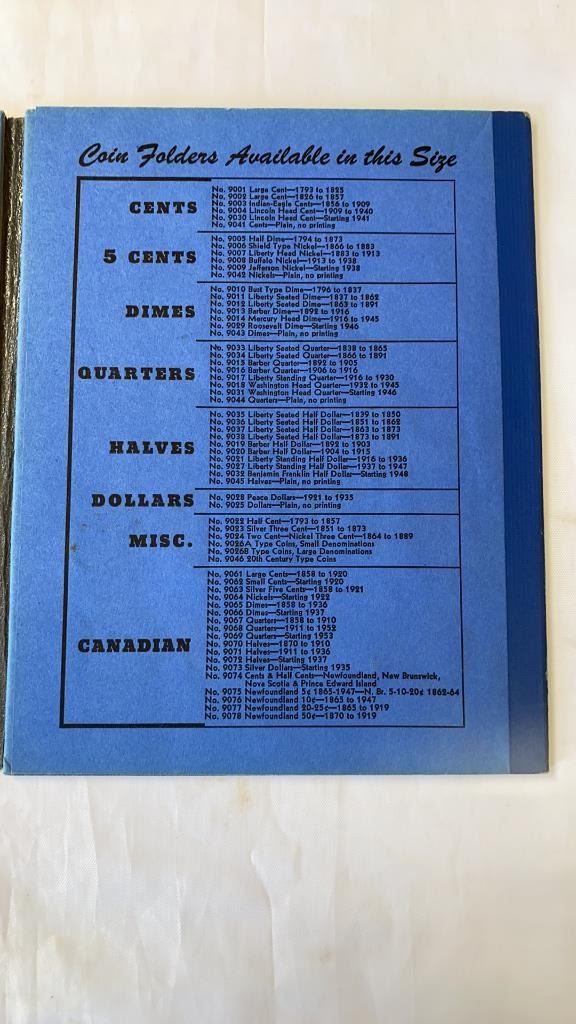 Coin Folders Available in this Size
CENTS
No. 9001 Large Cent—1793 to 1825
No. 9002 Large Cent—1826 to 1857
No. 9003 Indian-Eagle Cents—1856 to 1909
No. 9004 Lincoln Head Cent—1909 to 1940
No. 9030 Lincoln Head Cent—Starting 1941
No. 9041 Cents—Plain, no printing
5 CENTS
No. 9005 Half Dime—1794 to 1873
No. 9006 Shield Type Nickel—1866 to 1883
No. 9007 Liberty Head Nickel—1883 to 1913
No. 9008 Buffalo Nickel—1913 to 1938
No. 9009 Jefferson Nickel—Starting 1938
No. 9042 Nickels—Plain, no printing
DIMES
No. 9010 Bust Type Dime—1796 to 1837
No. 9011 Liberty Seated Dime—1837 to 1862
No. 9012 Liberty Seated Dime—1863 to 1891
No. 9013 Barber Dime—1892 to 1916
No. 9014 Mercury Head Dime—1916 to 1945
No. 9029 Roosevelt Dime—Starting 1946
No. 9043 Dimes—Plain, no printing
QUARTERS
No. 9033 Liberty Seated Quarter—1838 to 1865
No. 9034 Liberty Seated Quarter—1866 to 1891
No. 9015 Barber Quarter—1892 to 1905
No. 9016 Barber Quarter—1906 to 1916
No. 9017 Liberty Standing Quarter—1916 to 1930
No. 9018 Washington Head Quarter—1932 to 1945
No. 9031 Washington Head Quarter—Starting 1946
No. 9044 Quarters—Plain, no printing
HALVES
No. 9035 Liberty Seated Half Dollar—1839 to 1850
No. 9036 Liberty Seated Half Dollar—1851 to 1862
No. 9037 Liberty Seated Half Dollar—1863 to 1873
No. 9038 Liberty Seated Half Dollar—1873 to 1891
No. 9019 Barber Half Dollar—1892 to 1903
No. 9020 Barber Half Dollar—1904 to 1915
No. 9021 Liberty Standing Half Dollar—1916 to 1936
No. 9027 Liberty Standing Half Dollar—1937 to 1947
No. 9032 Benjamin Franklin Half Dollar—Starting 1948
No. 9045 Halves—Plain, no printing
DOLLARS
No. 9028 Peace Dollars—1921 to 1935
No. 9025 Dollars—Plain, no printing
MISC.
No. 9022 Half Cent—1793 to 1857
No. 9023 Silver Three Cent—1851 to 1873
No. 9024 Two Cent—Nickel Three Cent—1864 to 1889
No. 9026A Type Coins, Small Denominations
No. 9026B Type Coins, Large Denominations
No. 9046 20th Century Type Coins
CANADIAN
No. 9061 Large Cents—1858 to 1920
No. 9062 Small Cents—Starting 1920
No. 9063 Silver Five Cents—1858 to 1921
No. 9064 Nickels—Starting 1922
No. 9065 Dimes—1858 to 1936
No. 9066 Dimes—Starting 1937
No. 9067 Quarters—1858 to 1910
No. 9068 Quarters—1911 to 1952
No. 9069 Quarters—Starting 1953
No. 9070 Halves—1870 to 1910
No. 9071 Halves—1911 to 1936
No. 9072 Halves—Starting 1937
No. 9073 Silver Dollars—Starting 1935
No. 9074 Cents & Half Cents—Newfoundland, New Brunswick,
Nova Scotia & Prince Edward Island
No. 9075 Newfoundland 5¢ 1865-1947—N. Br. 5-10-20¢ 1862-64
No. 9076 Newfoundland 10¢—1865 to 1947
No. 9077 Newfoundland 20-25¢—1865 to 1919
No. 9078 Newfoundland 50¢—1870 to 1919